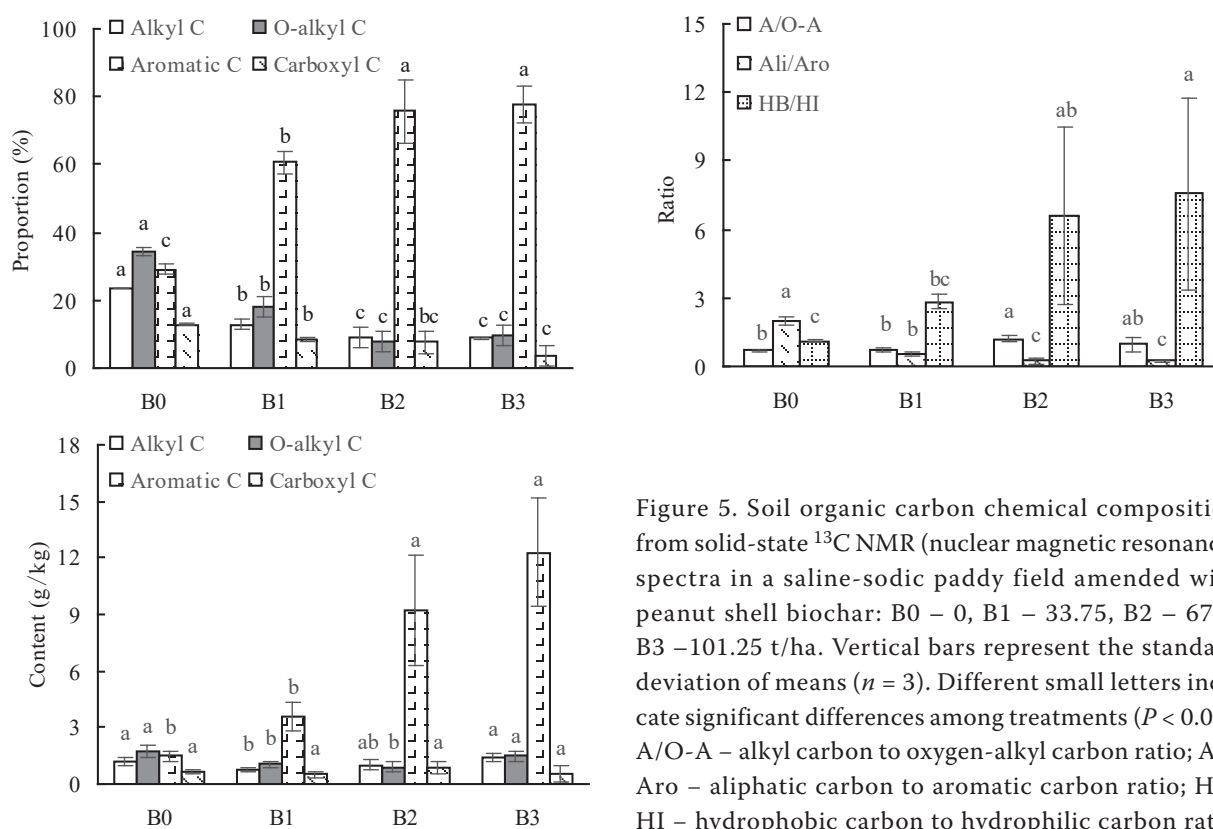 100
80
60
40
20
0
Proportion (%)
Alkyl C
O-alkyl C
Aromatic C
Carboxyl C
a a c a
b b b b
c c a bc
c c a c
B0 B1 B2 B3
15
12
9
6
3
0
Ratio
A/O-A
Ali/Aro
HB/HI
b a c
b b bc
a c ab
ab c a
B0 B1 B2 B3
18
15
12
9
6
3
0
Content (g/kg)
Alkyl C
O-alkyl C
Aromatic C
Carboxyl C
a a b a
b b b a
ab b a a
a a a a
B0 B1 B2 B3
Figure 5. Soil organic carbon chemical compositi
from solid-state ¹³C NMR (nuclear magnetic resonanc
spectra in a saline-sodic paddy field amended wi
peanut shell biochar: B0 – 0, B1 – 33.75, B2 – 67
B3 –101.25 t/ha. Vertical bars represent the standa
deviation of means (n = 3). Different small letters ind
cate significant differences among treatments (P < 0.0
A/O-A – alkyl carbon to oxygen-alkyl carbon ratio; A
Aro – aliphatic carbon to aromatic carbon ratio; H
HI – hydrophobic carbon to hydrophilic carbon rat